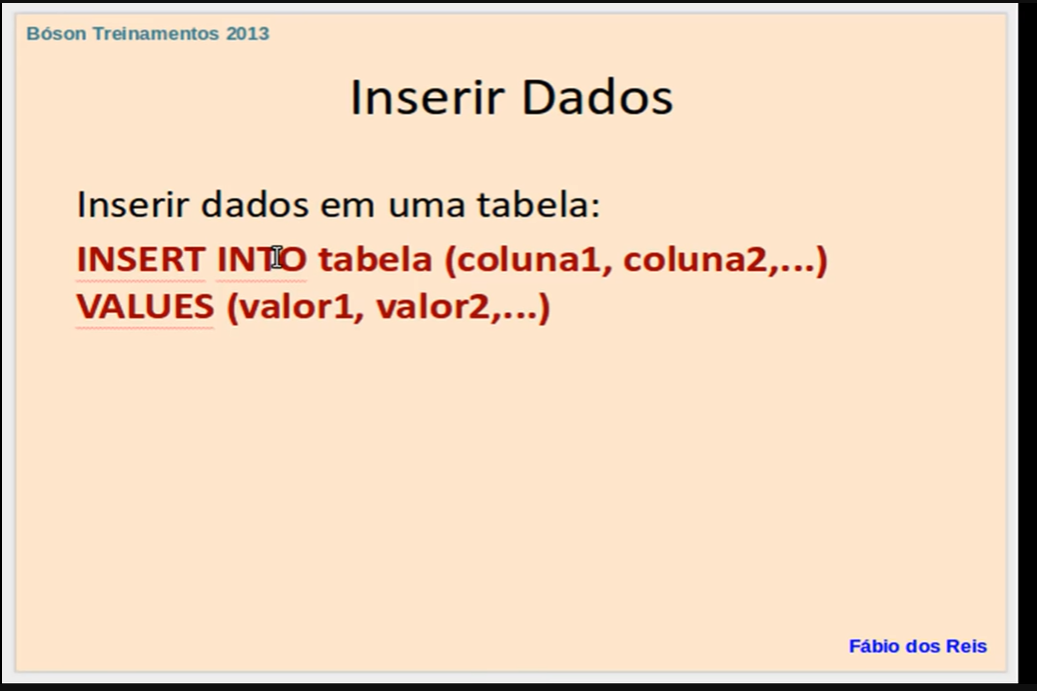 Bóson Treinamentos 2013
Inserir Dados
Inserir dados em uma tabela:
INSERT INTO tabela (coluna1, coluna2,...)
VALUES (valor1, valor2,...)
Fábio dos Reis